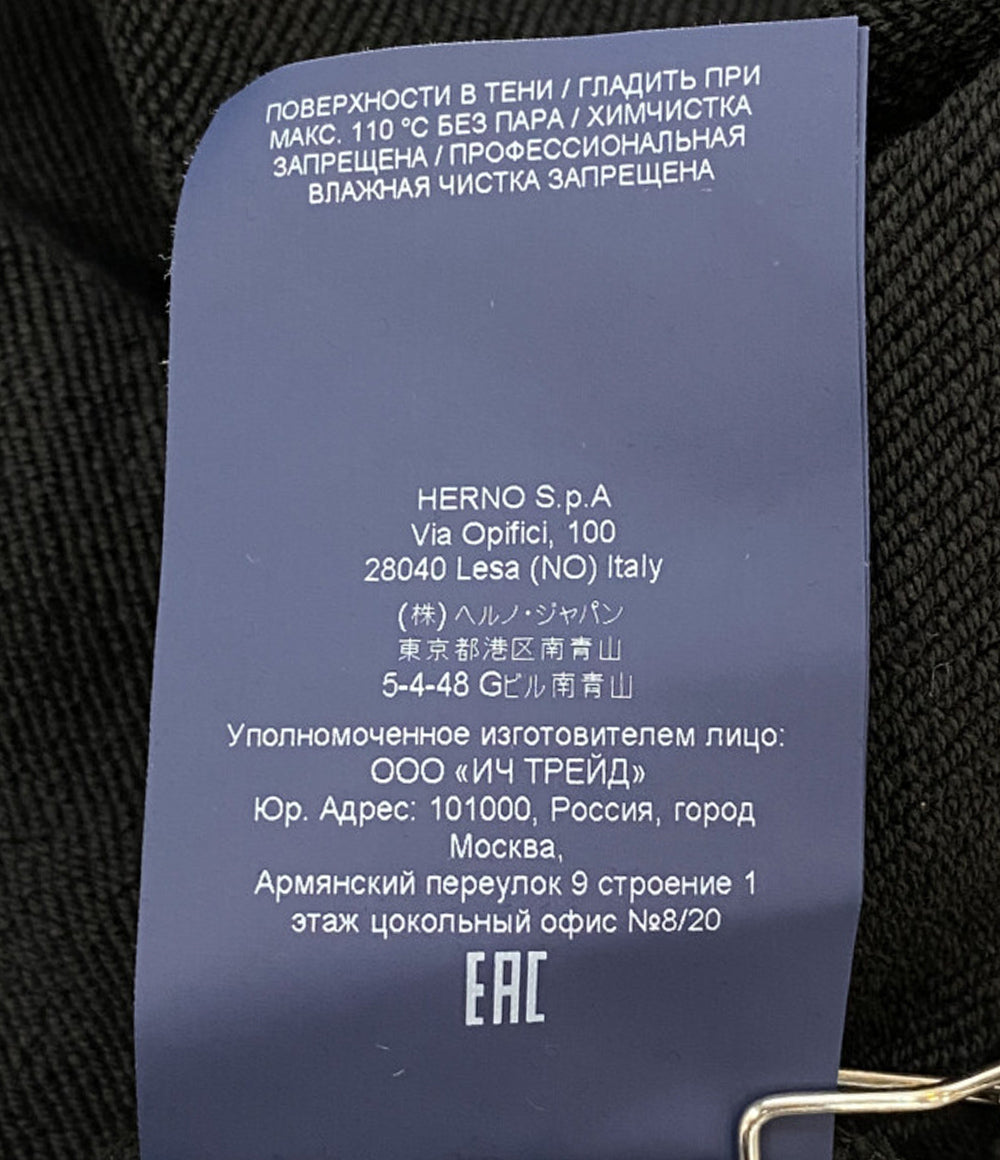 ПОВЕРХНОСТИ В ТЕНИ / ГЛАДИТЬ ПРИ
МАКС. 110 °C БЕЗ ПАРА / ХИМЧИСТКА
ЗАПРЕЩЕНА / ПРОФЕССИОНАЛЬНАЯ
ВЛАЖНАЯ ЧИСТКА ЗАПРЕЩЕНА
HERNO S.p.A
Via Opifici, 100
28040 Lesa (NO) Italy
(株) ヘルノ・ジャパン
東京都港区南青山
5-4-48 Gビル南青山
Уполномоченное изготовителем лицо:
ООО «ИЧ ТРЕЙД»
Юр. Адрес: 101000, Россия, город
Москва,
Армянский переулок 9 строение 1
этаж цокольный офис №8/20
EAC